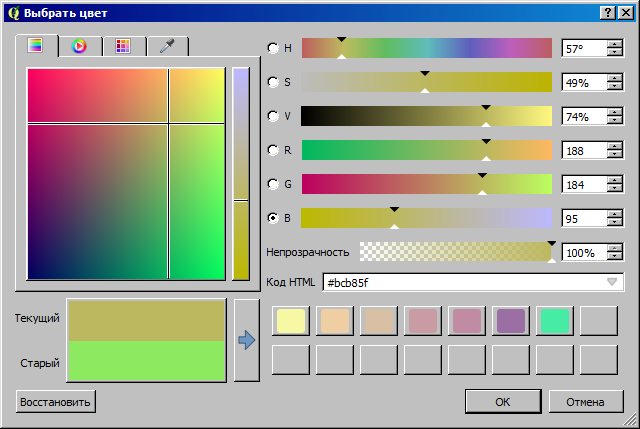 Выбрать цвет
H 57°
S 49%
V 74%
R 188
G 184
B 95
Непрозрачность 100%
Код HTML #bcb85f
Текущий
Старый
Восстановить
OK
Отмена